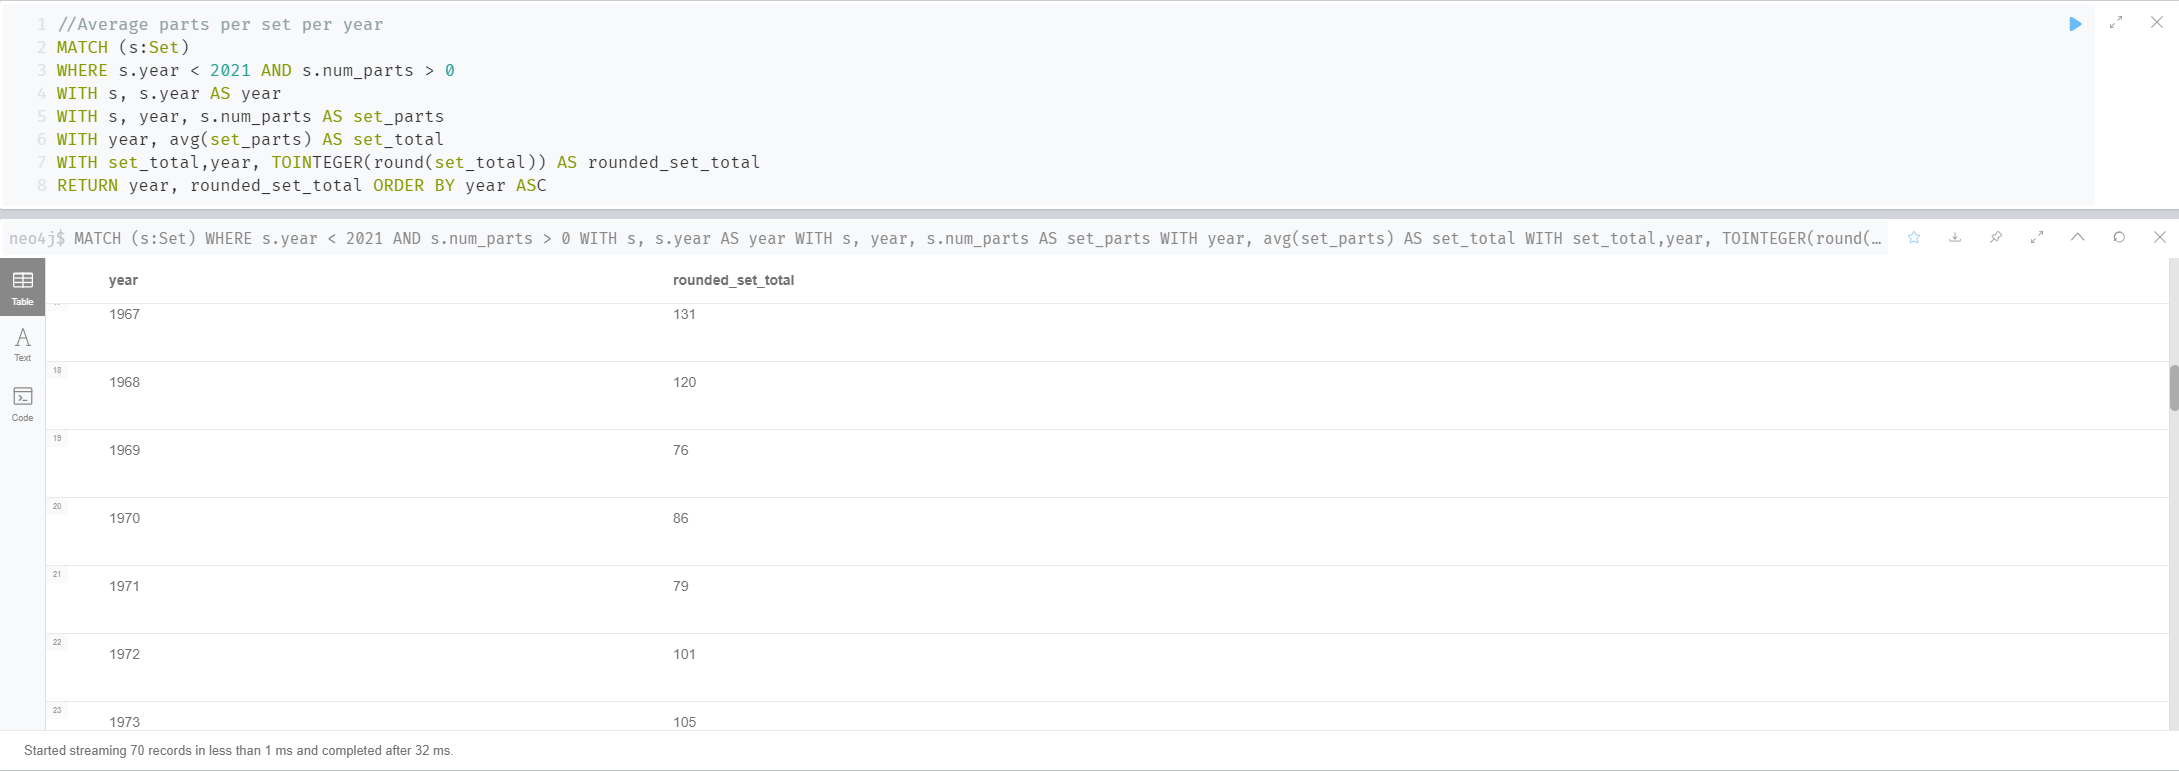 1 //Average parts per set per year
2 MATCH (s:Set)
3 WHERE s.year < 2021 AND s.num_parts > 0
4 WITH s, s.year AS year
5 WITH s, year, s.num_parts AS set_parts
6 WITH year, avg(set_parts) AS set_total
7 WITH set_total,year, TOINTEGER(round(set_total)) AS rounded_set_total
8 RETURN year, rounded_set_total ORDER BY year ASC
neo4j$ MATCH (s:Set) WHERE s.year < 2021 AND s.num_parts > 0 WITH s, s.year AS year WITH s, year, s.num_parts AS set_parts WITH year, avg(set_parts) AS set_total WITH set_total,year, TOINTEGER(round(…
year rounded_set_total
Table
1967 131
Text
18
1968 120
Code
19
1969 76
20
1970 86
21
1971 79
22
1972 101
23
1973 105
Started streaming 70 records in less than 1 ms and completed after 32 ms.